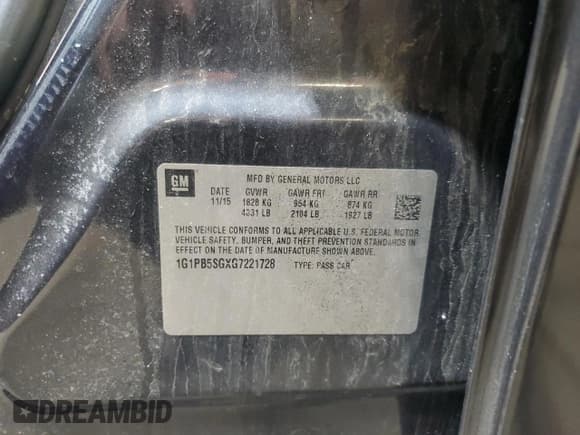 GM
MFD BY GENERAL MOTORS LLC
DATE GVWR GAWR FRT GAWR RR
11/15 1828 KG 954 KG 874 KG
4031 LB 2104 LB 1927 LB
THIS VEHICLE CONFORMS TO ALL APPLICABLE U.S. FEDERAL MOTOR
VEHICLE SAFETY, BUMPER, AND THEFT PREVENTION STANDARDS IN
EFFECT ON THE DATE OF MANUFACTURE SHOWN ABOVE.
1G1PB5SGXG7221728 TYPE: PASS CAR
DREAMBID